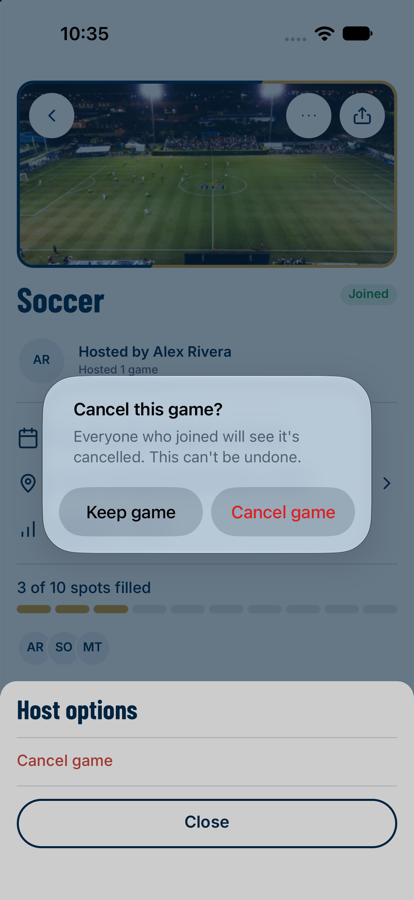 10:35
Soccer
Joined
AR
Hosted by Alex Rivera
Hosted 1 game
Cancel this game?
Everyone who joined will see it's
cancelled. This can't be undone.
Keep game
Cancel game
3 of 10 spots filled
AR
SO
MT
Host options
Cancel game
Close